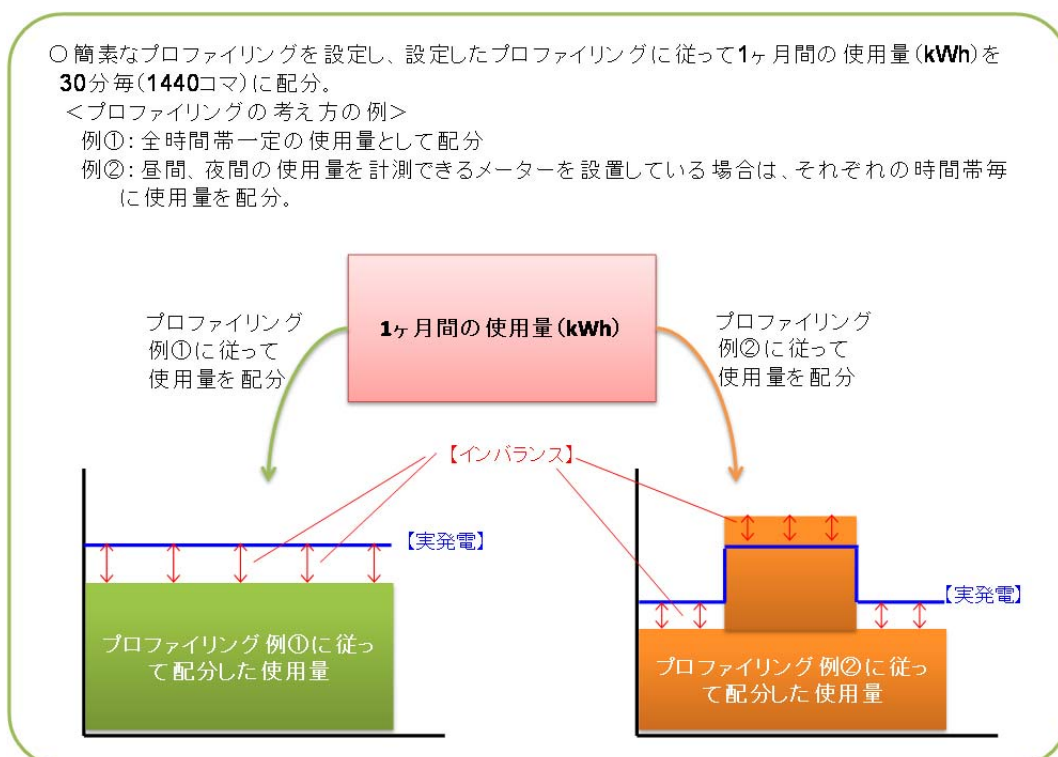 ○簡素なプロファイリングを設定し、設定したプロファイリングに従って1ヶ月間の使用量(kWh)を
30分毎(1440コマ)に配分。
＜プロファイリングの考え方の例＞
例①：全時間帯一定の使用量として配分
例②：昼間、夜間の使用量を計測できるメーターを設置している場合は、それぞれの時間帯毎
に使用量を配分。
プロファイリング
例①に従って
使用量を配分
1ヶ月間の使用量(kWh)
プロファイリング
例②に従って
使用量を配分
【インバランス】
【実発電】
プロファイリング例①に従っ
て配分した使用量
【実発電】
プロファイリング例②に従っ
て配分した使用量